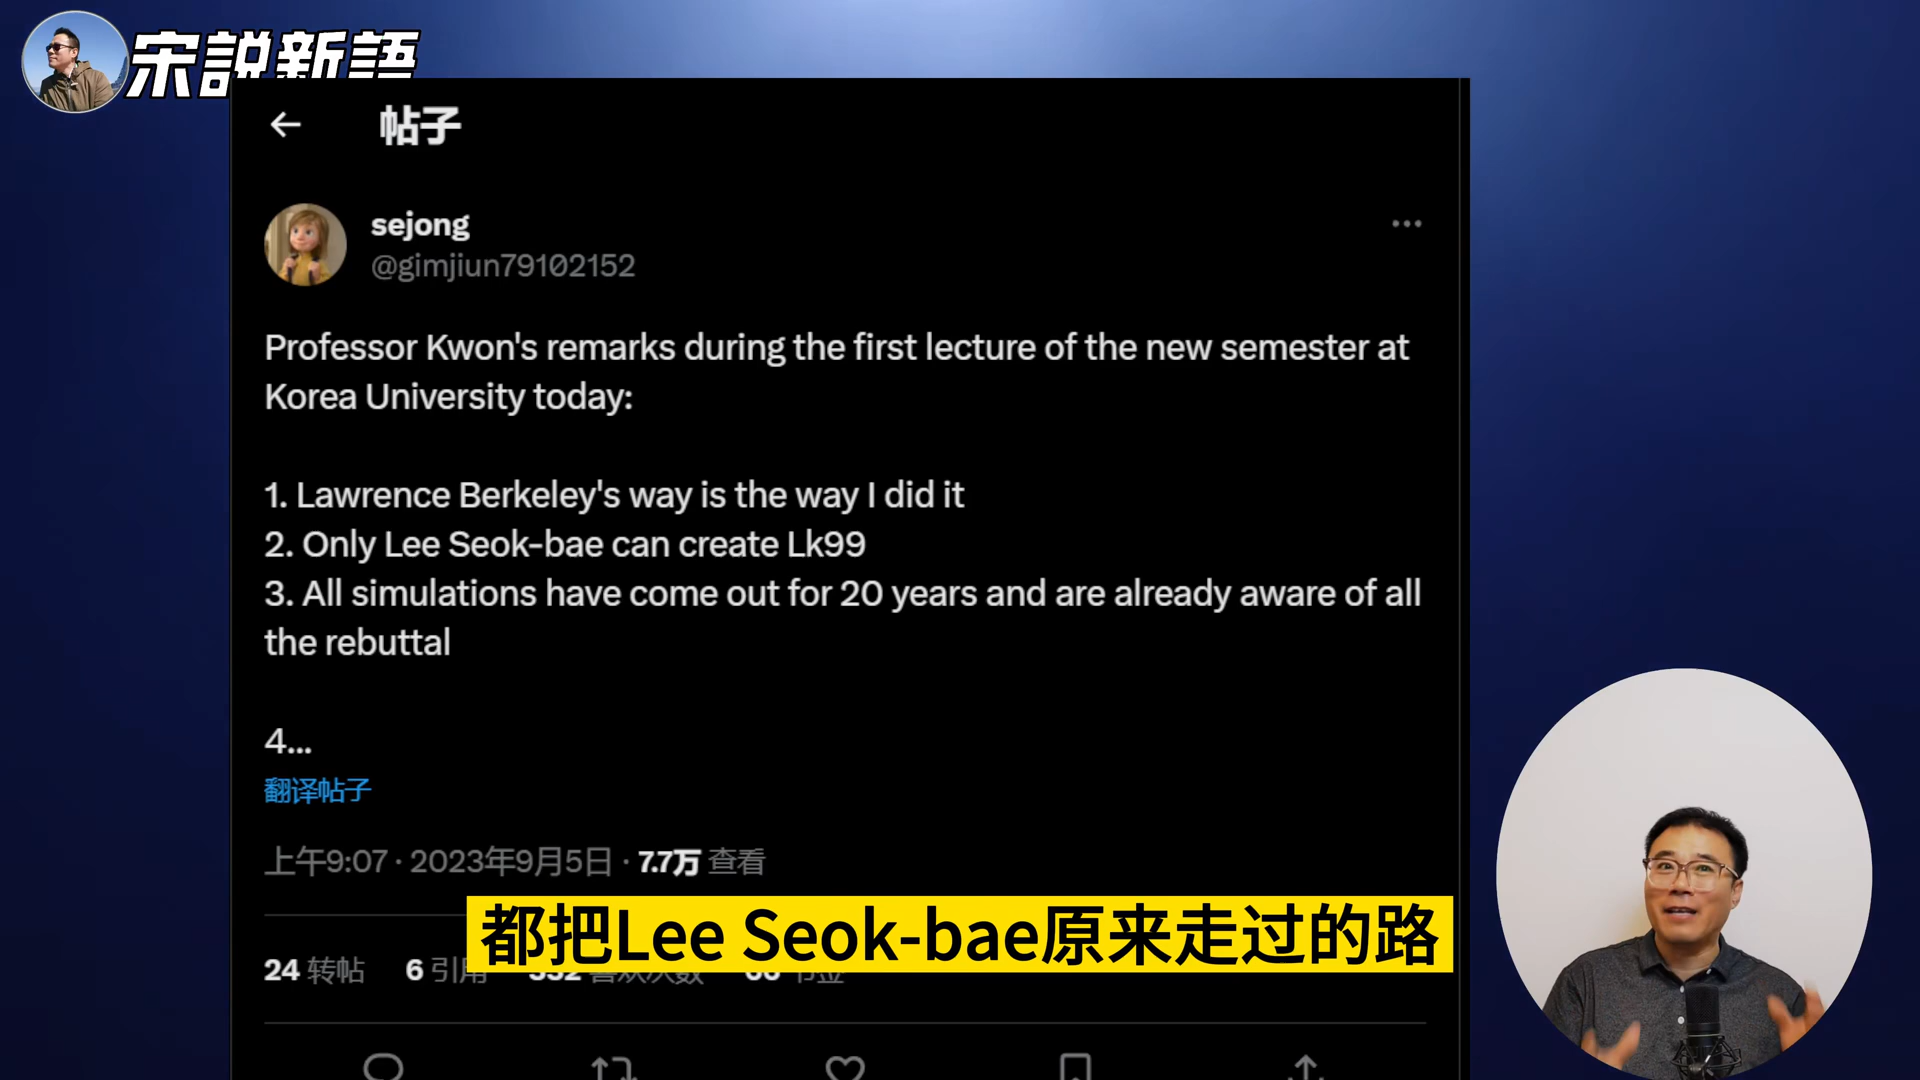 宋説新語
帖子
sejong
@gimjiun79102152
Professor Kwon's remarks during the first lecture of the new semester at
Korea University today:
1. Lawrence Berkeley's way is the way I did it
2. Only Lee Seok-bae can create Lk99
3. All simulations have come out for 20 years and are already aware of all
the rebuttal
4...
翻译帖子
上午9:07 · 2023年9月5日 · 7.7万 查看
都把Lee Seok-bae原来走过的路
24 转帖 6 引用